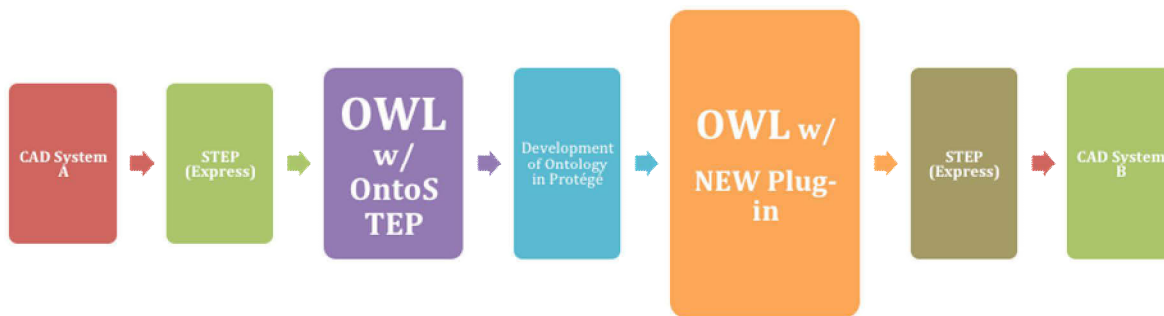 CAD System
A
STEP
(Express)
OWL
w/
OntoS
TEP
Development
of Ontology
in Protégé
OWL w/
NEW Plug-
in
STEP
(Express)
CAD System
B